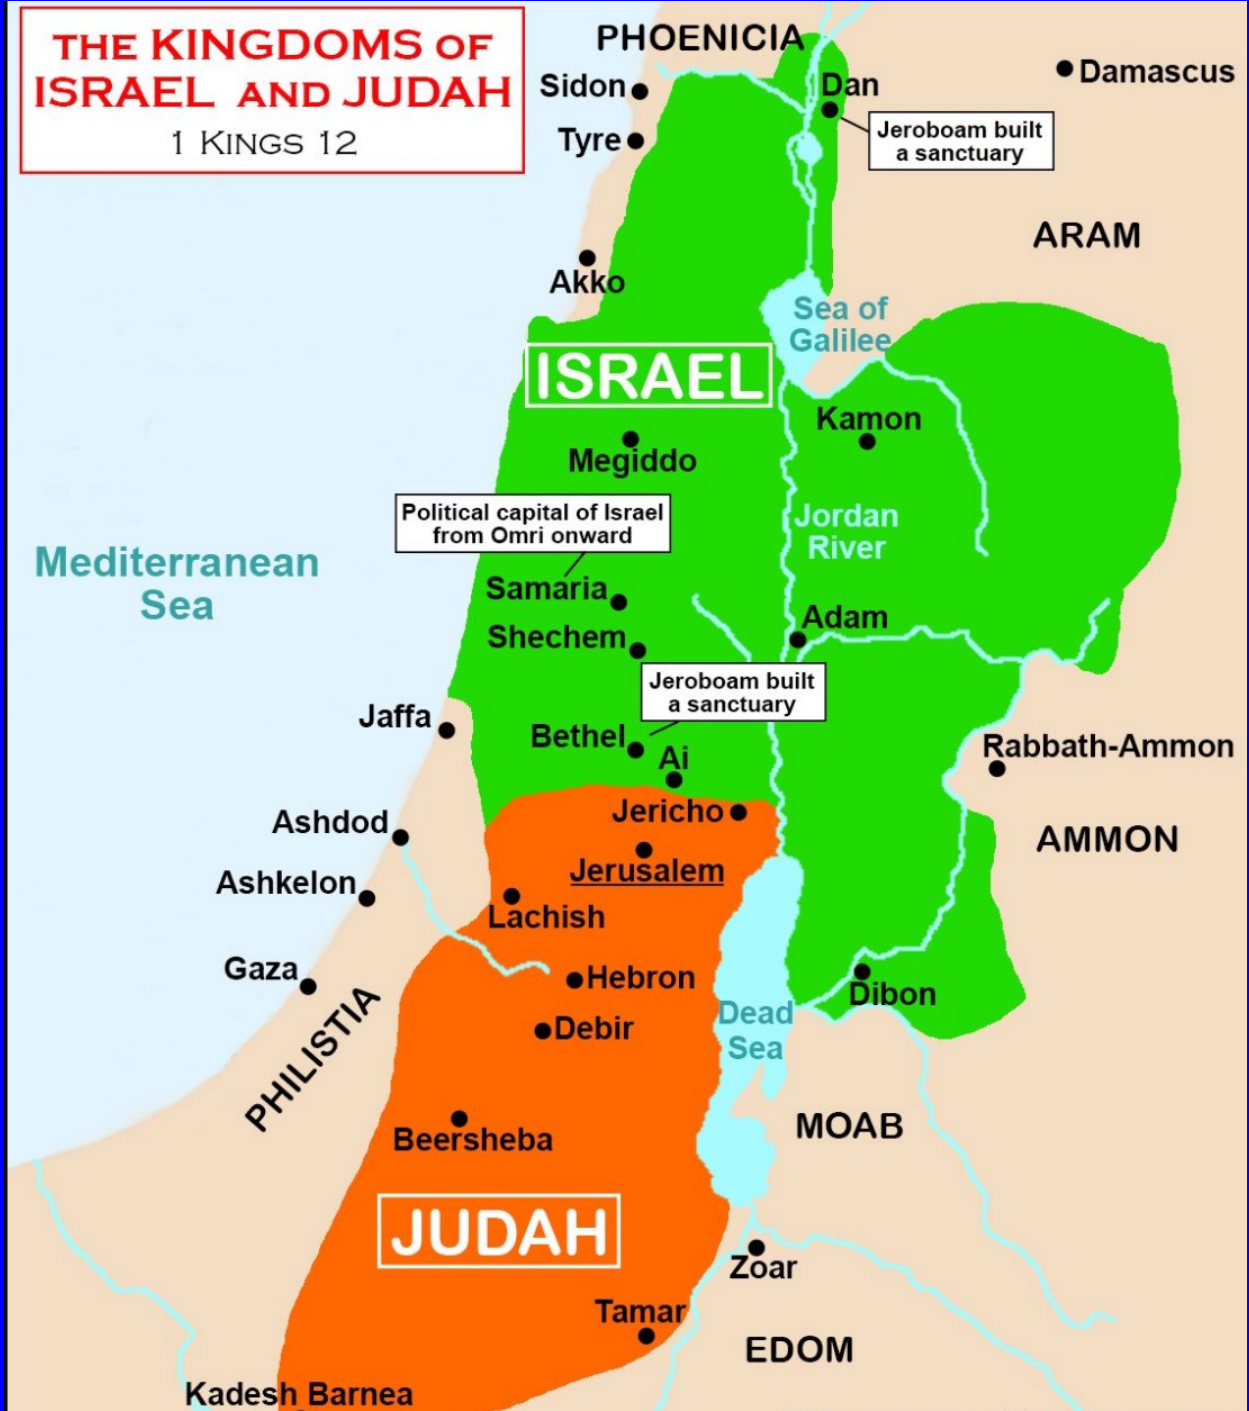 THE KINGDOMS OF
ISRAEL AND JUDAH
1 KINGS 12
PHOENICIA
Sidon
Dan
Damascus
Tyre
Jeroboam built
a sanctuary
ARAM
Akko
Sea of
Galilee
ISRAEL
Kamon
Megiddo
Political capital of Israel
from Omri onward
Jordan
River
Mediterranean
Sea
Samaria
Adam
Shechem
Jeroboam built
a sanctuary
Jaffa
Bethel
Ai
Rabbath-Ammon
Jericho
Ashdod
AMMON
Jerusalem
Ashkelon
Lachish
Gaza
Hebron
Dibon
PHILISTIA
Debir
Dead
Sea
MOAB
Beersheba
JUDAH
Zoar
Tamar
EDOM
Kadesh Barnea